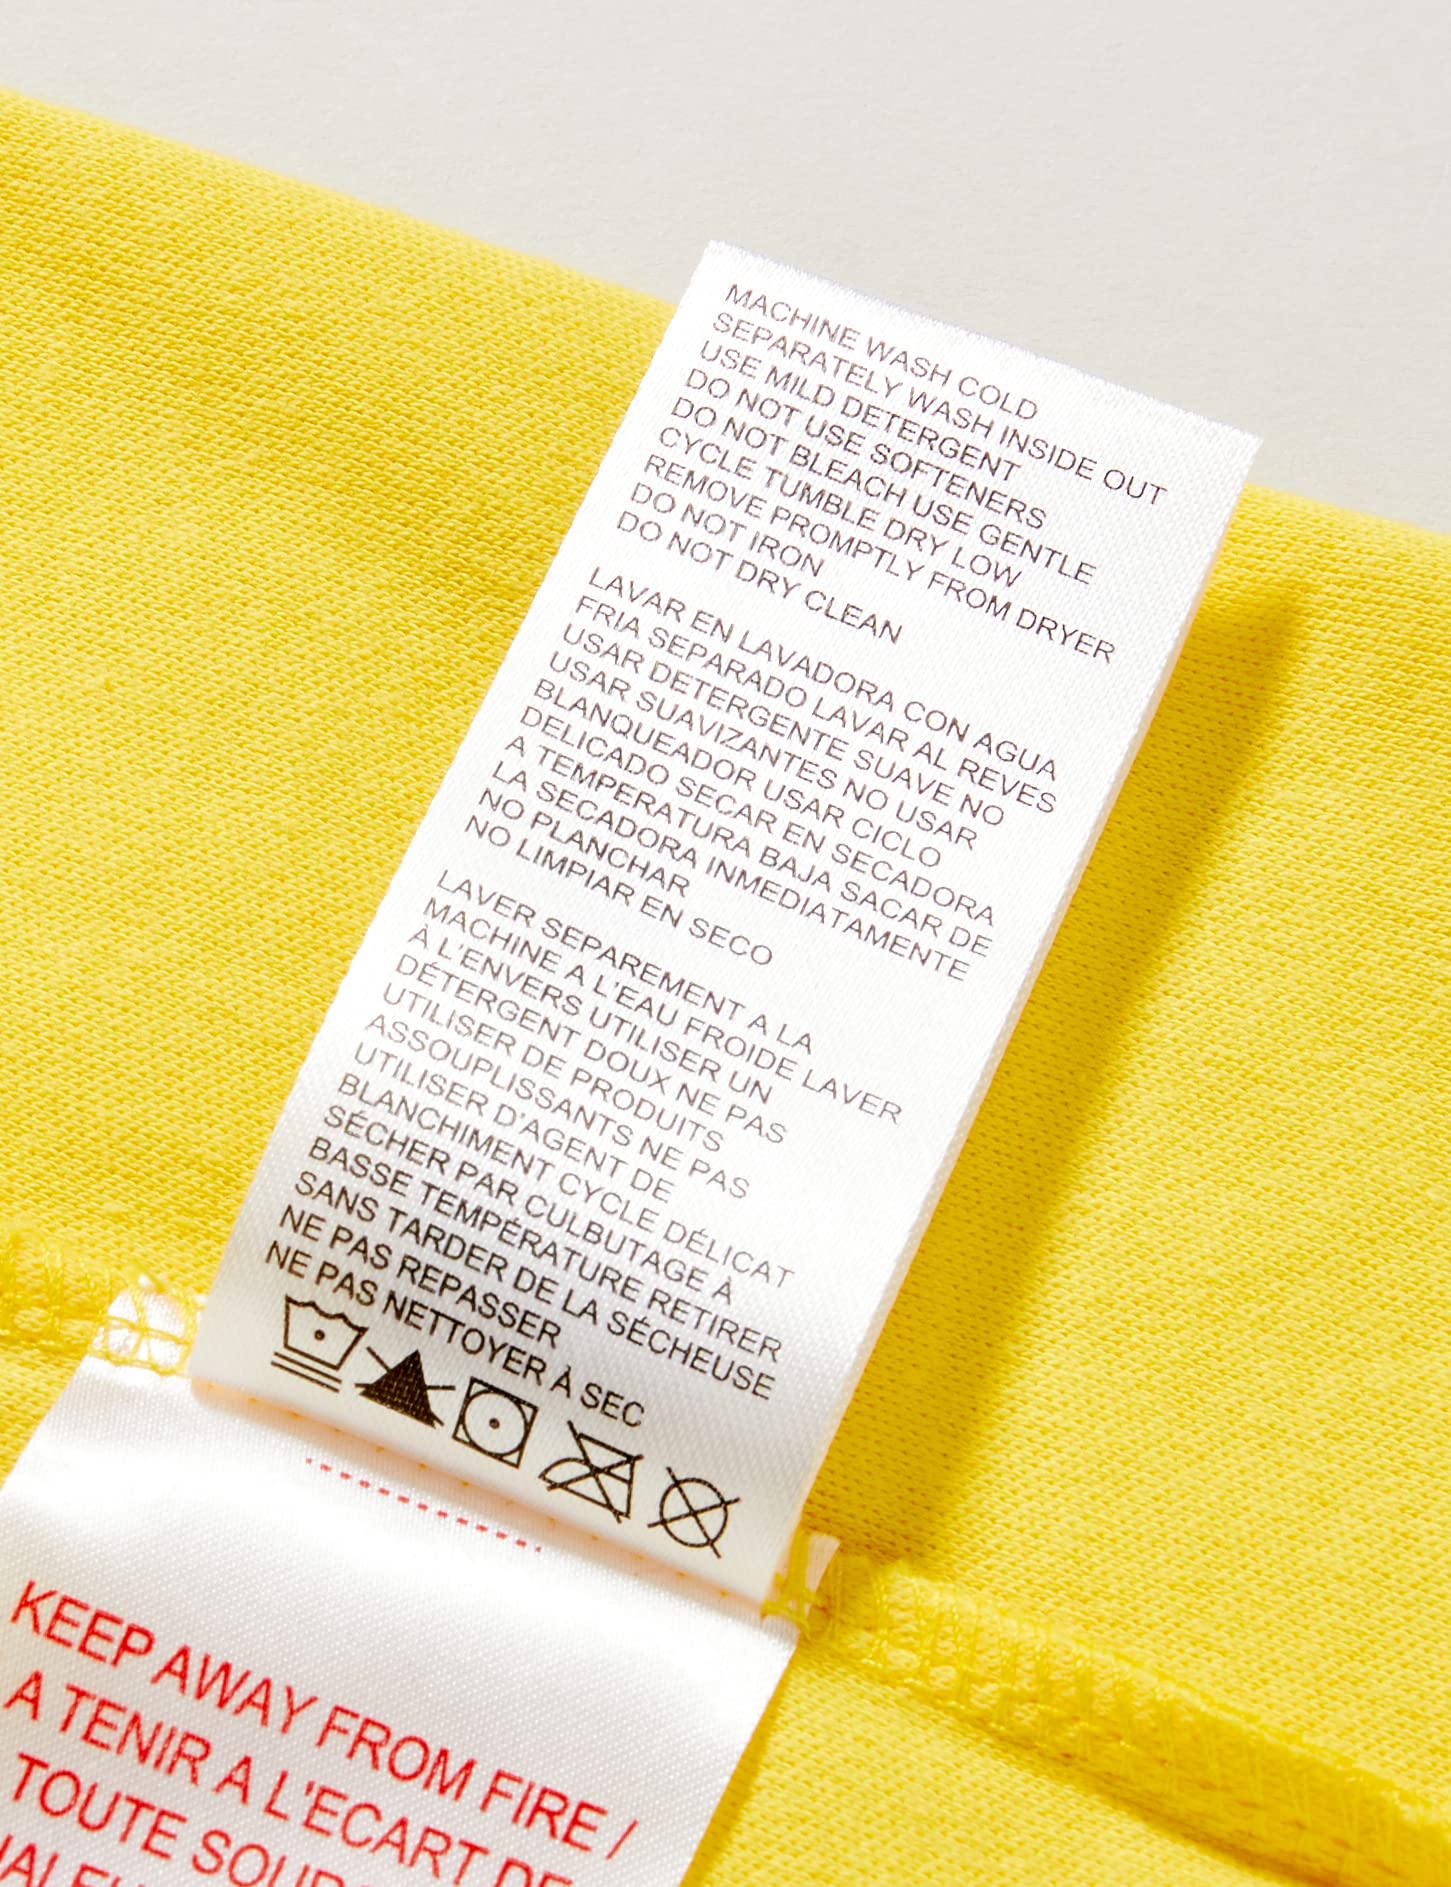 MACHINE WASH COLD
SEPARATELY WASH INSIDE OUT
USE MILD DETERGENT
DO NOT USE SOFTENERS
DO NOT BLEACH USE GENTLE
CYCLE TUMBLE DRY LOW
REMOVE PROMPTLY FROM DRYER
DO NOT IRON
DO NOT DRY CLEAN
LAVAR EN LAVADORA CON AGUA
FRIA SEPARADO LAVAR AL REVES
USAR DETERGENTE SUAVE NO
USAR SUAVIZANTES NO USAR
BLANQUEADOR USAR CICLO
DELICADO SECAR EN SECADORA
A TEMPERATURA BAJA SACAR DE
LA SECADORA INMEDIATAMENTE
NO PLANCHAR
NO LIMPIAR EN SECO
LAVER SEPAREMENT A LA
MACHINE A L'EAU FROIDE LAVER
À L'ENVERS UTILISER UN
DÉTERGENT DOUX NE PAS
UTILISER DE PRODUITS
ASSOUPLISSANTS NE PAS
UTILISER D'AGENT DE
BLANCHIMENT CYCLE DÉLICAT
SÉCHER PAR CULBUTAGE À
BASSE TEMPÉRATURE RETIRER
SANS TARDER DE LA SÉCHEUSE
NE PAS REPASSER
NE PAS NETTOYER À SEC
KEEP AWAY FROM FIRE /
A TENIR A L'ECART DE
TOUTE